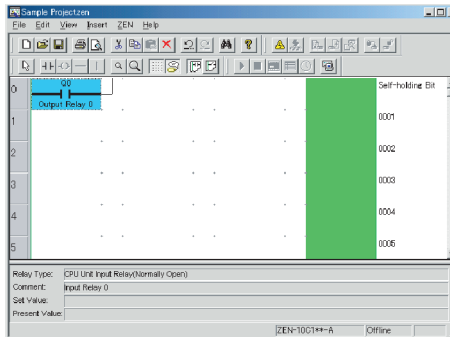 Sample Projectzen
File Edit View Insert ZEN Help
0
Q0
Output Relay 0
Self-holding Bit
1
0001
2
0002
3
0003
4
0004
5
0005
Relay Type: CPU Unit Input Relay(Normally Open)
Comment: Input Relay 0
Set Value:
Present Value:
ZEN-10C1**-A Offline